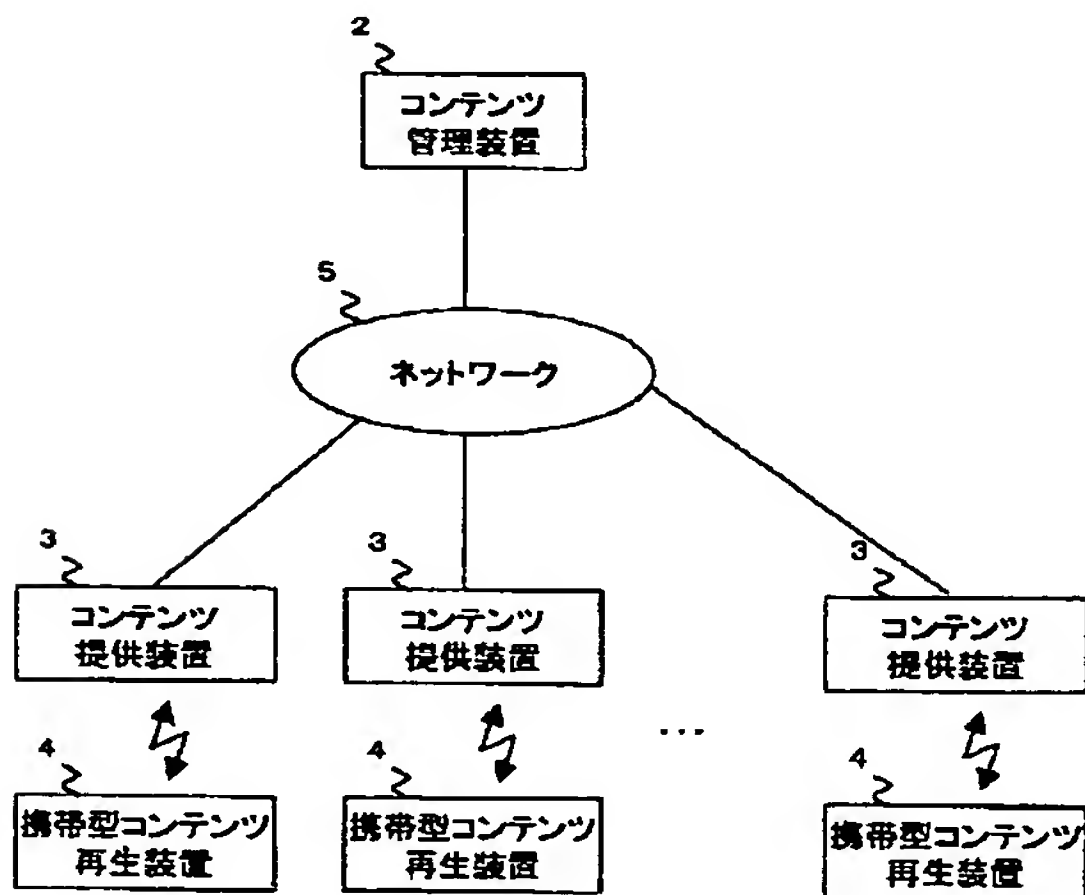 2
コンテンツ
管理装置
5
ネットワーク
3
コンテンツ
提供装置
3
コンテンツ
提供装置
3
コンテンツ
提供装置
...
4
携帯型コンテンツ
再生装置
4
携帯型コンテンツ
再生装置
4
携帯型コンテンツ
再生装置